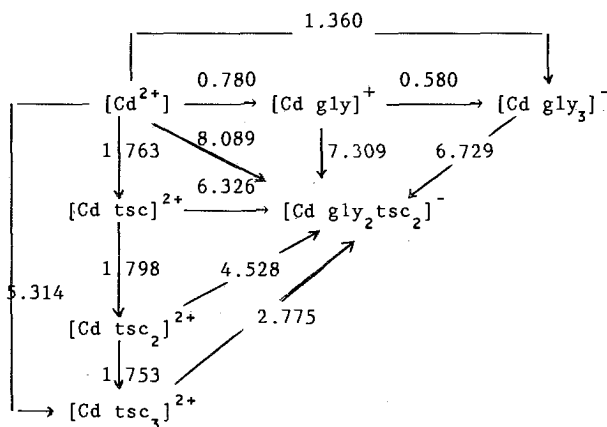 1.360
0.780 0.580
[Cd²⁺] [Cd gly]⁺ [Cd gly₃]⁻
1.763 8.089 7.309 6.729
6.326
[Cd tsc]²⁺ [Cd gly₂tsc₂]⁻
1.798 4.528
5.314 2.775
[Cd tsc₂]²⁺
1.753
[Cd tsc₃]²⁺